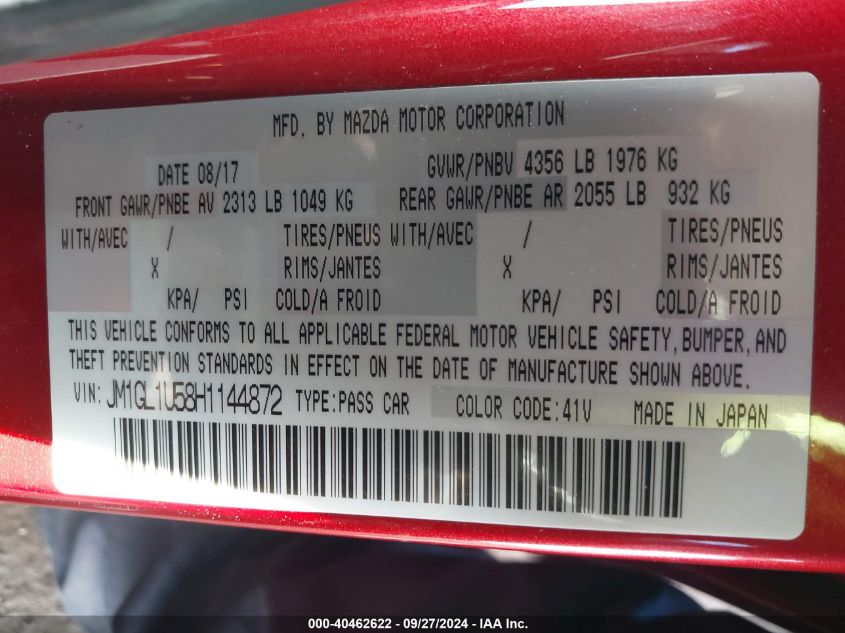 MFD. BY MAZDA MOTOR CORPORATION
DATE 08/17 GVWR/PNBV 4356 LB 1976 KG
FRONT GAWR/PNBE AV 2313 LB 1049 KG REAR GAWR/PNBE AR 2055 LB 932 KG
WITH/AVEC / TIRES/PNEUS WITH/AVEC / TIRES/PNEUS
X RIMS/JANTES X RIMS/JANTES
KPA/ PSI COLD/A FROID KPA/ PSI COLD/A FROID
THIS VEHICLE CONFORMS TO ALL APPLICABLE FEDERAL MOTOR VEHICLE SAFETY, BUMPER, AND
THEFT PREVENTION STANDARDS IN EFFECT ON THE DATE OF MANUFACTURE SHOWN ABOVE.
VIN: JM1GL1U58H1144872 TYPE:PASS CAR COLOR CODE:41V MADE IN JAPAN
000-40462622 - 09/27/2024 - IAA Inc.